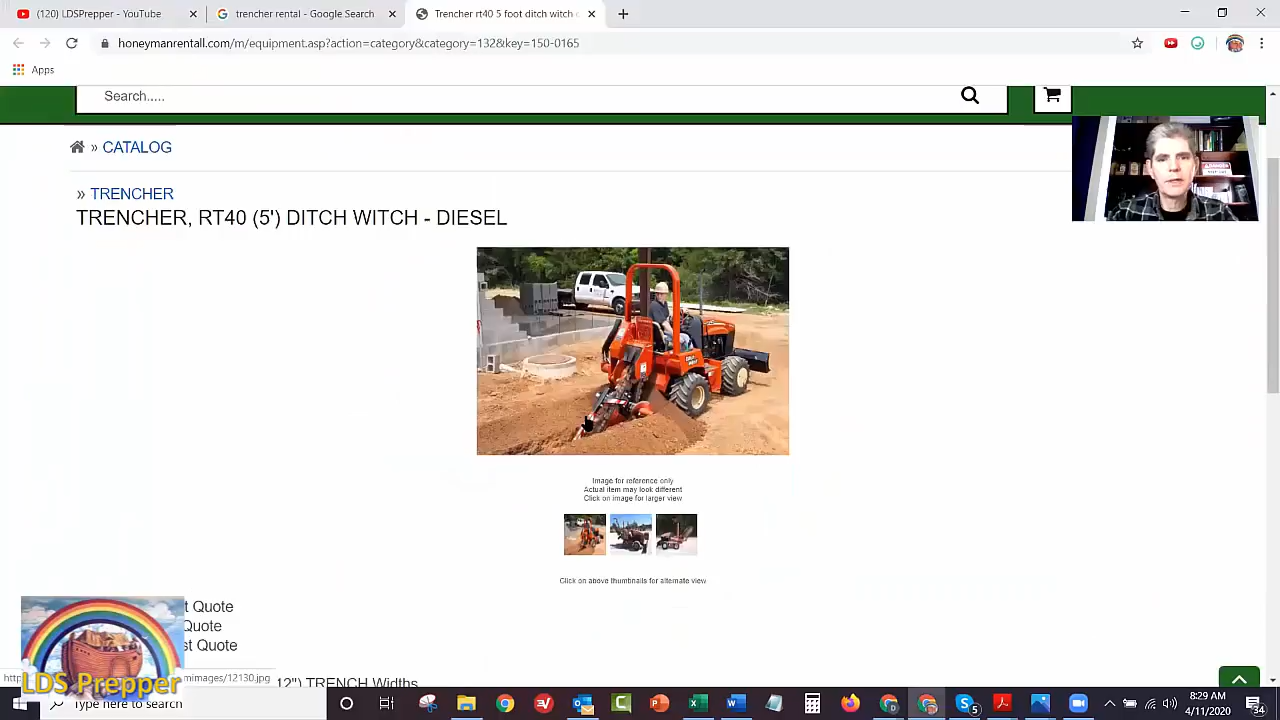 (120) LDSPrepper - YouTube
trencher rental - Google Search
Trencher rt40 5 foot ditch witch
honeymanrentall.com/m/equipment.asp?action=category&category=132&key=150-0165
Apps
Search.....
» CATALOG
» TRENCHER
TRENCHER, RT40 (5') DITCH WITCH - DIESEL
Image for reference only
Actual item may look different
Click on image for larger view
Click on above thumbnails for alternate view
t Quote
Quote
st Quote
12") TRENCH Widths
mimages/12130.jpg
LDS Prepper
Type here to search
8:29 AM
4/11/2020